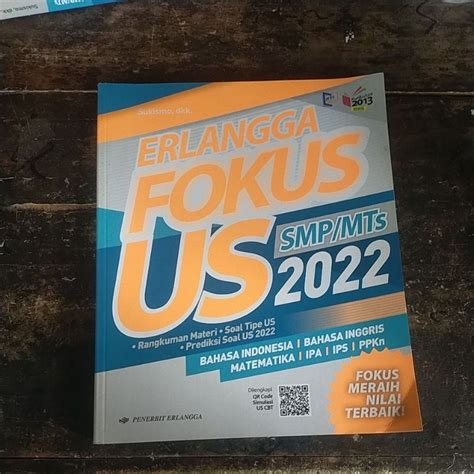 Sukismo, dkk.
Sukismo, dkk.
2013
ERLANGGA
FOKUS
US
SMP/MTs
2022
• Rangkuman Materi • Soal Tipe US
• Prediksi Soal US 2022
BAHASA INDONESIA | BAHASA INGGRIS
MATEMATIKA | IPA | IPS | PPKn
Dilengkapi
QR Code
Simulasi
US CBT
FOKUS
MERAIH
NILAI
TERBAIK!
PENERBIT ERLANGGA